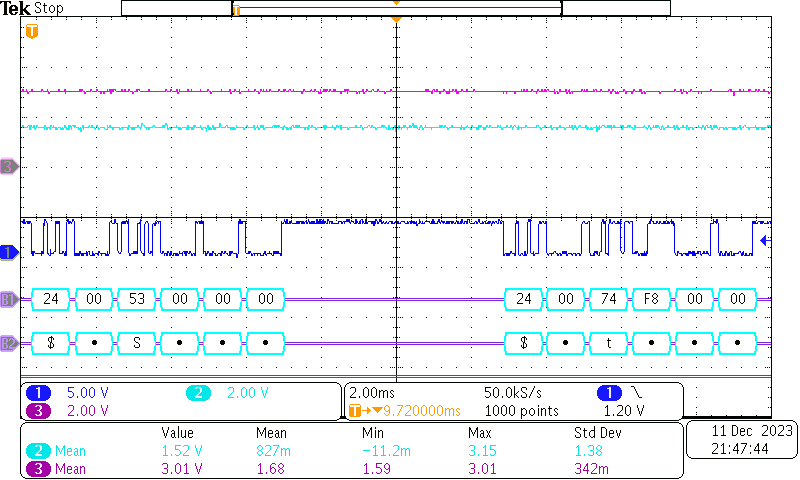 Tek Stop
T
T
3
1
B1 24 00 53 00 00 00 24 00 74 F8 00 00
B2 $ • S • • • $ • t • • •
1 5.00 V 2 2.00 V
3 2.00 V
2.00ms 50.0kS/s 1 \ 
T→▼9.720000ms 1000 points 1.20 V
Value Mean Min Max Std Dev
2 Mean 1.52 V 827m −11.2m 3.15 1.38
3 Mean 3.01 V 1.68 1.59 3.01 342m
11 Dec 2023
21:47:44